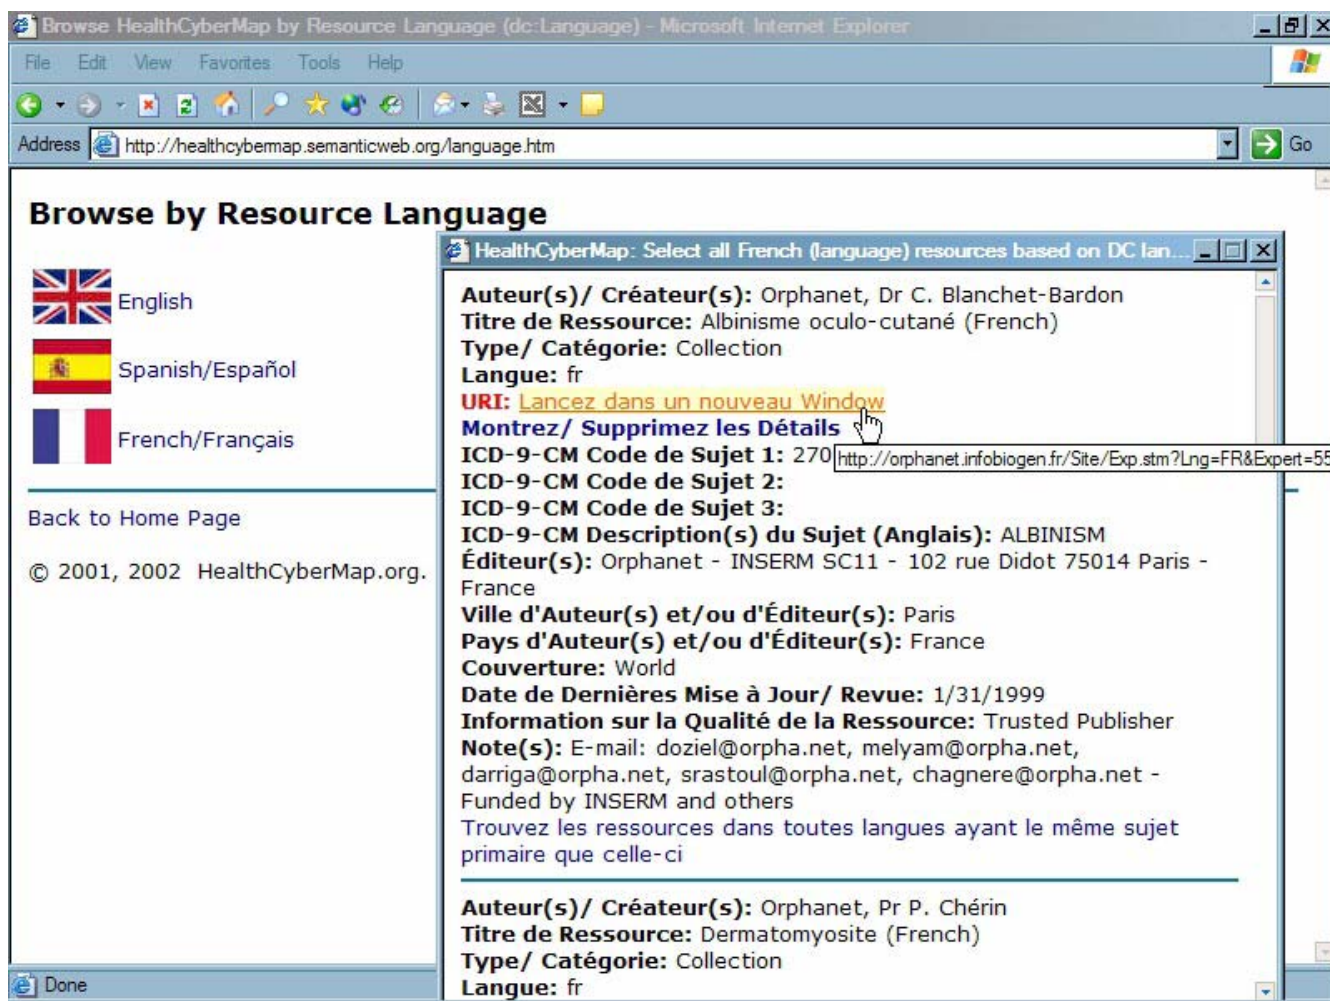 Browse HealthCyberMap by Resource Language (dc:Language) - Microsoft Internet Explorer
File Edit View Favorites Tools Help
Address http://healthcybermap.semanticweb.org/language.htm Go
Browse by Resource Language
English
Spanish/Español
French/Français
Back to Home Page
© 2001, 2002 HealthCyberMap.org.
HealthCyberMap: Select all French (language) resources based on DC lan...
Auteur(s)/ Créateur(s): Orphanet, Dr C. Blanchet-Bardon
Titre de Ressource: Albinisme oculo-cutané (French)
Type/ Catégorie: Collection
Langue: fr
URI: Lancez dans un nouveau Window
Montrez/ Supprimez les Détails
ICD-9-CM Code de Sujet 1: 270
http://orphanet.infobiogen.fr/Site/Exp.stm?Lng=FR&Expert=55
ICD-9-CM Code de Sujet 2:
ICD-9-CM Code de Sujet 3:
ICD-9-CM Description(s) du Sujet (Anglais): ALBINISM
Éditeur(s): Orphanet - INSERM SC11 - 102 rue Didot 75014 Paris -
France
Ville d'Auteur(s) et/ou d'Éditeur(s): Paris
Pays d'Auteur(s) et/ou d'Éditeur(s): France
Couverture: World
Date de Dernières Mise à Jour/ Revue: 1/31/1999
Information sur la Qualité de la Ressource: Trusted Publisher
Note(s): E-mail: doziel@orpha.net, melyam@orpha.net,
darriga@orpha.net, srastoul@orpha.net, chagnere@orpha.net -
Funded by INSERM and others
Trouvez les ressources dans toutes langues ayant le même sujet
primaire que celle-ci
Auteur(s)/ Créateur(s): Orphanet, Pr P. Chérin
Titre de Ressource: Dermatomyosite (French)
Type/ Catégorie: Collection
Langue: fr
Done